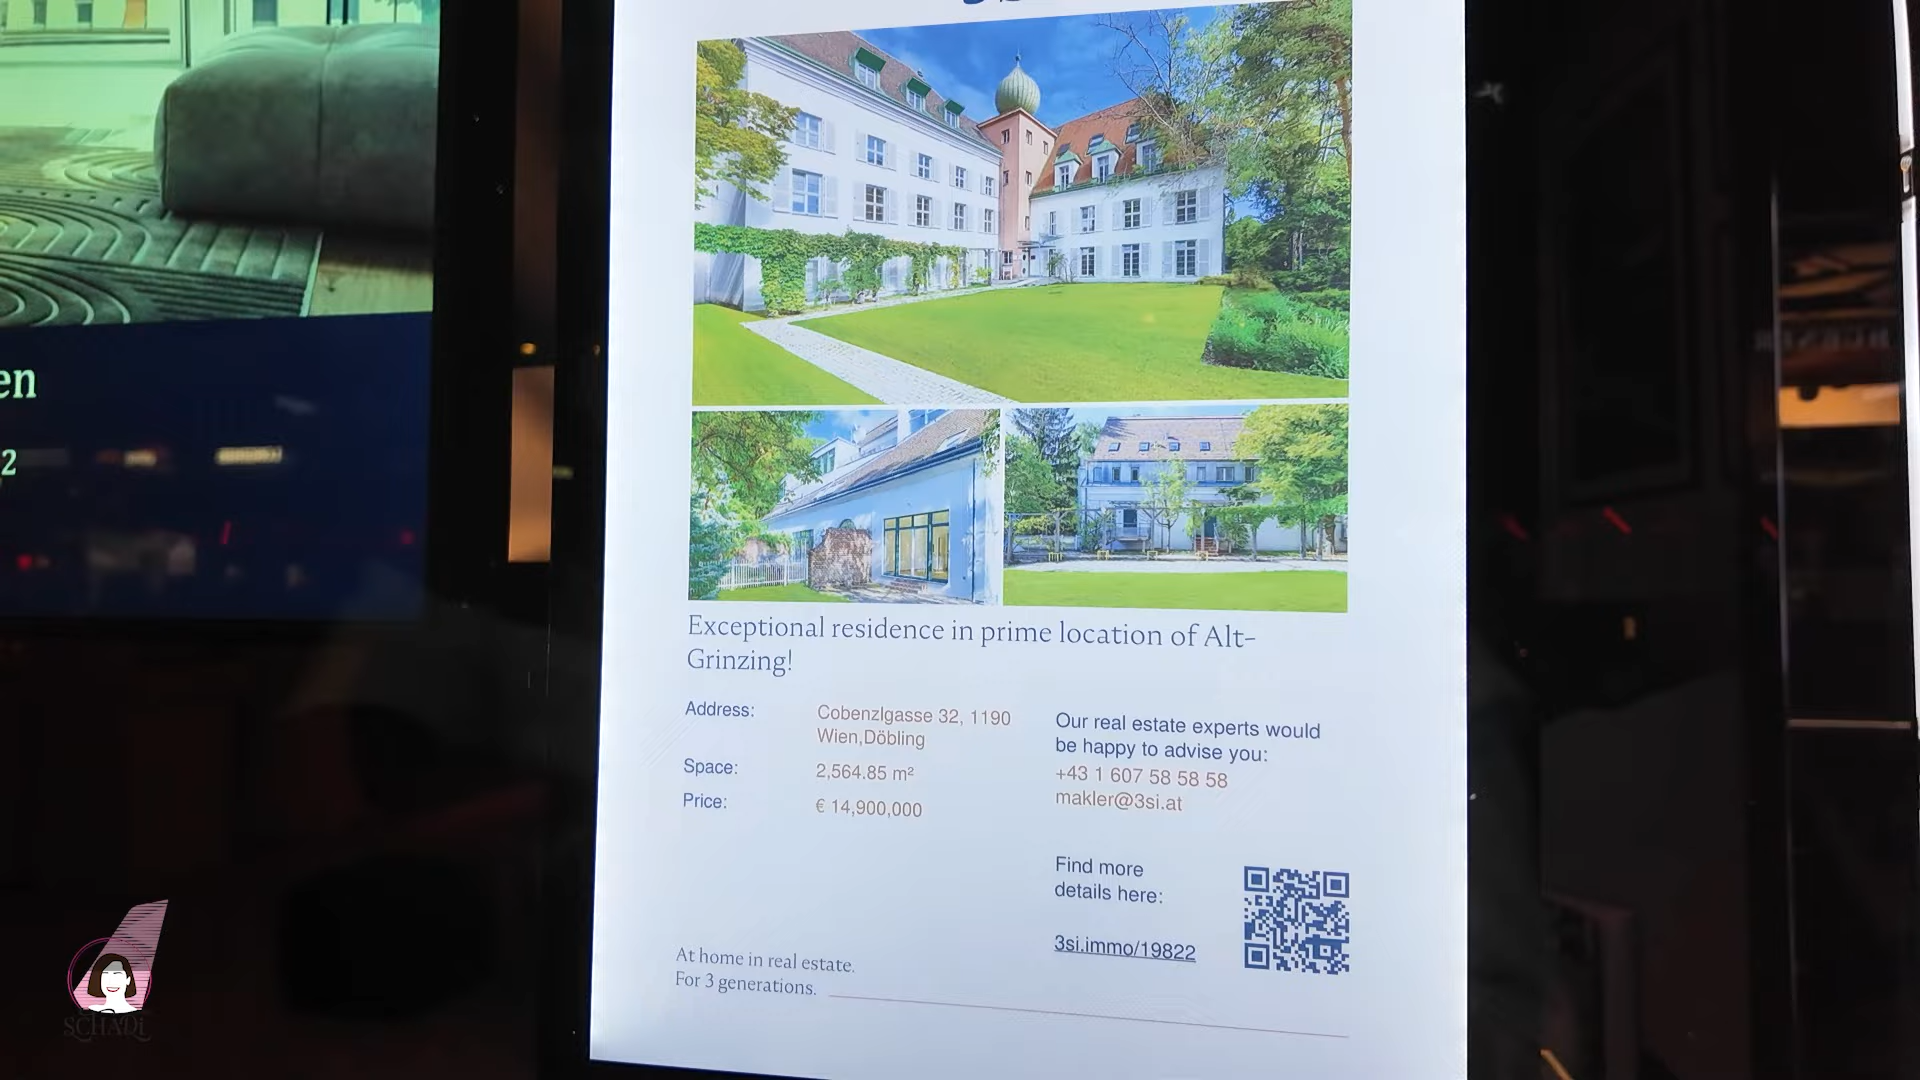 en
2
Exceptional residence in prime location of Alt-
Grinzing!
Address:
Cobenzlgasse 32, 1190
Wien,Döbling
Space:
2,564.85 m²
Price:
€ 14,900,000
Our real estate experts would
be happy to advise you:
+43 1 607 58 58 58
makler@3si.at
Find more
details here:
3si.immo/19822
At home in real estate.
For 3 generations.
SCHADi